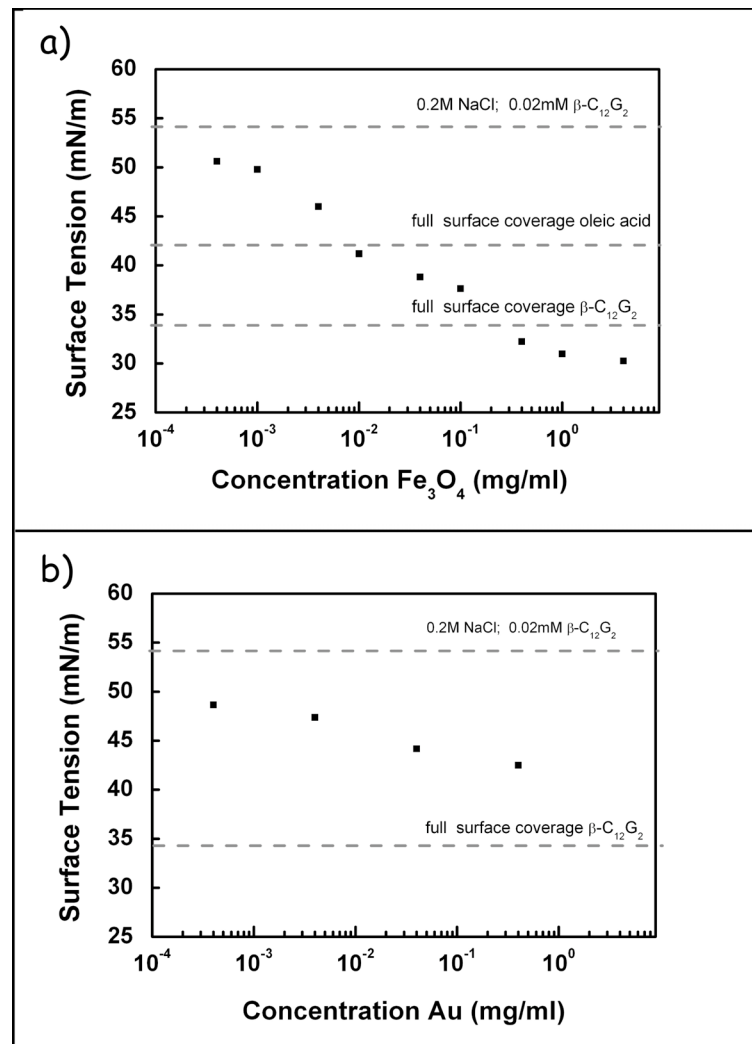 a)
60
0.2M NaCl; 0.02mM β-C₁₂G₂
55
50
45
full surface coverage oleic acid
40
35
full surface coverage β-C₁₂G₂
30
25
Surface Tension (mN/m)
10⁻⁴ 10⁻³ 10⁻² 10⁻¹ 10⁰
Concentration Fe₃O₄ (mg/ml)
b)
60
0.2M NaCl; 0.02mM β-C₁₂G₂
55
50
45
40
full surface coverage β-C₁₂G₂
35
30
25
Surface Tension (mN/m)
10⁻⁴ 10⁻³ 10⁻² 10⁻¹ 10⁰
Concentration Au (mg/ml)